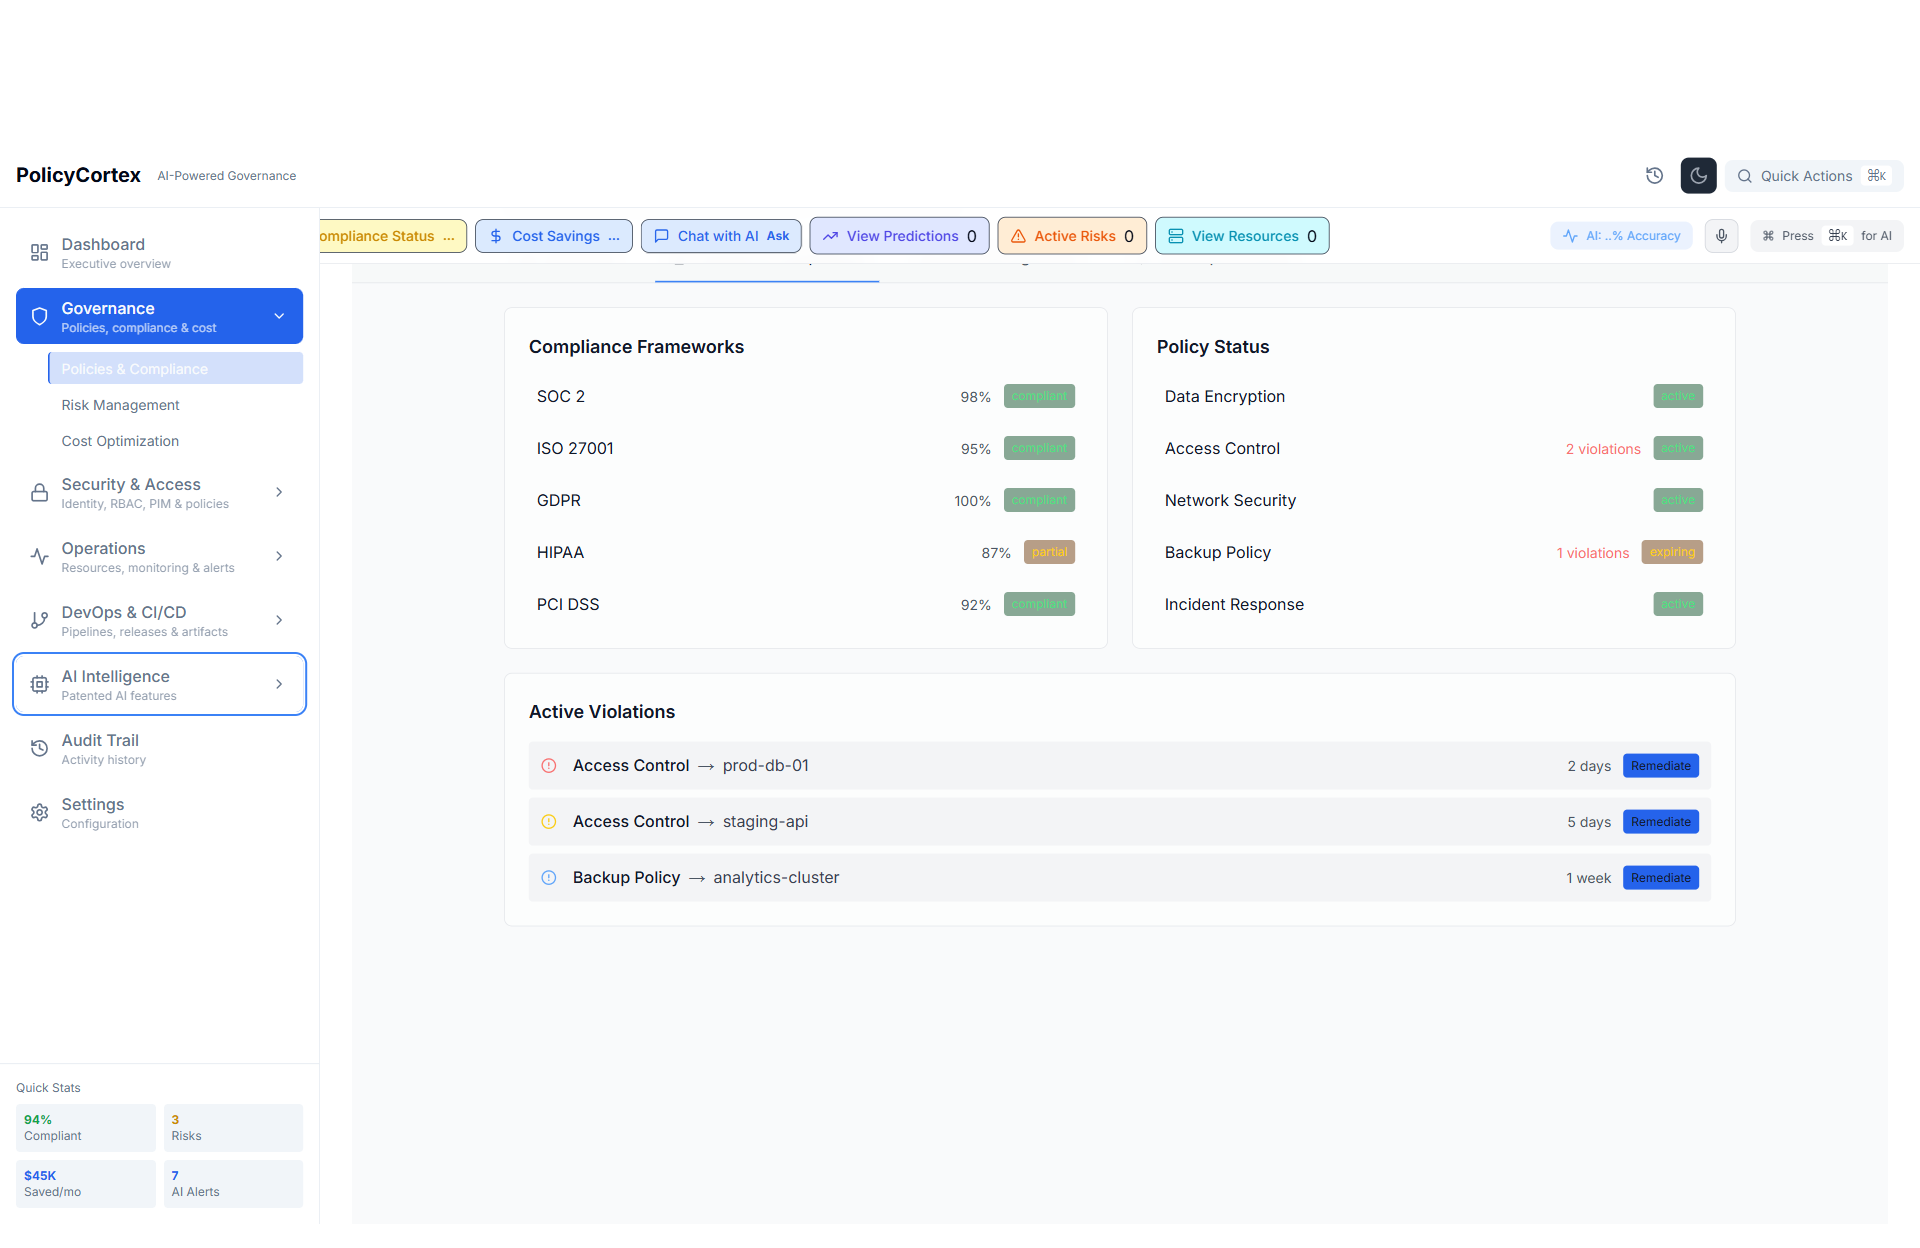 PolicyCortex AI-Powered Governance
Quick Actions ⌘K
Dashboard
Executive overview
Governance
Policies, compliance & cost
Policies & Compliance
Risk Management
Cost Optimization
Security & Access
Identity, RBAC, PIM & policies
Operations
Resources, monitoring & alerts
DevOps & CI/CD
Pipelines, releases & artifacts
AI Intelligence
Patented AI features
Audit Trail
Activity history
Settings
Configuration
Quick Stats
94%
Compliant
3
Risks
$45K
Saved/mo
7
AI Alerts
ompliance Status ...
Cost Savings ...
Chat with AI Ask
View Predictions 0
Active Risks 0
View Resources 0
AI: ..% Accuracy
⌘ Press ⌘K for AI
Compliance Frameworks
SOC 2 98% compliant
ISO 27001 95% compliant
GDPR 100% compliant
HIPAA 87% partial
PCI DSS 92% compliant
Policy Status
Data Encryption active
Access Control 2 violations active
Network Security active
Backup Policy 1 violations expiring
Incident Response active
Active Violations
Access Control → prod-db-01 2 days Remediate
Access Control → staging-api 5 days Remediate
Backup Policy → analytics-cluster 1 week Remediate